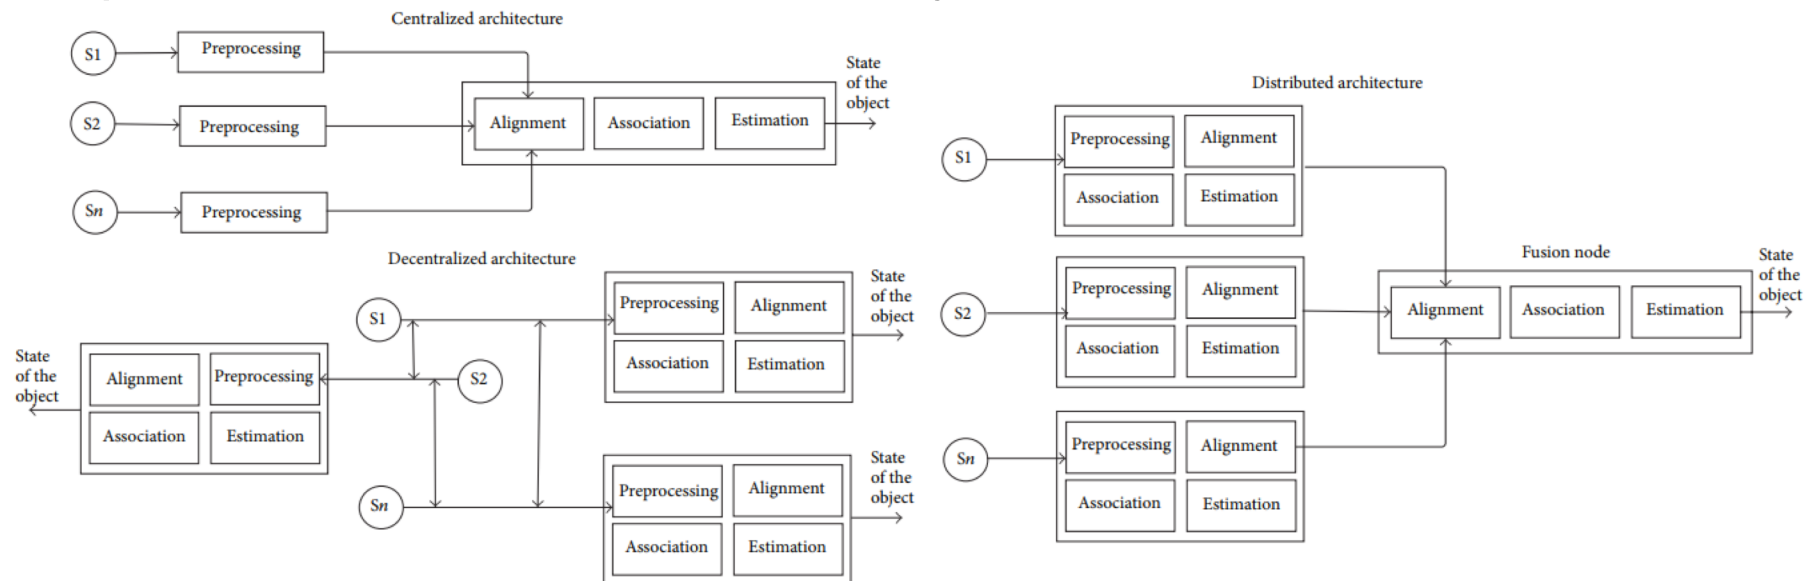 Centralized architecture
S1
Preprocessing
S2
Preprocessing
Sn
Preprocessing
Alignment
Association
Estimation
State
of the
object
Decentralized architecture
S1
Preprocessing
Alignment
Association
Estimation
State
of the
object
S2
Alignment
Preprocessing
Association
Estimation
State
of the
object
Sn
Preprocessing
Alignment
Association
Estimation
State
of the
object
Distributed architecture
S1
Preprocessing
Alignment
Association
Estimation
S2
Preprocessing
Alignment
Association
Estimation
Sn
Preprocessing
Alignment
Association
Estimation
Fusion node
Alignment
Association
Estimation
State
of the
object